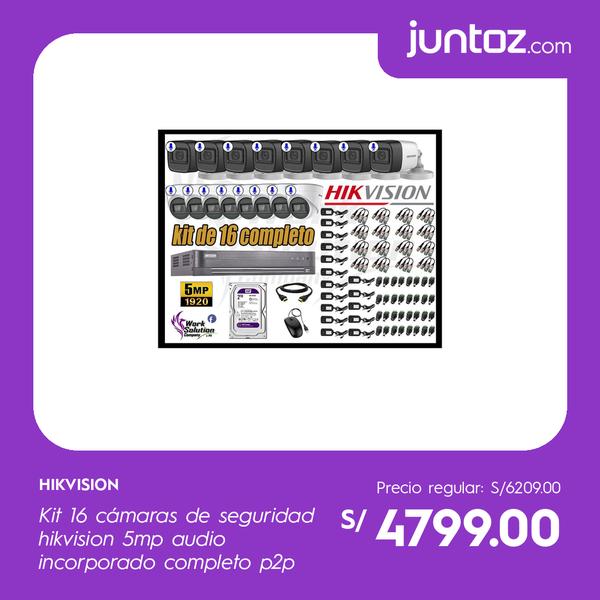 juntoz.com
HIKVISION
kit de 16 completo
5MP
1920
Work
Solution
Company
HIKVISION
Precio regular: S/6209.00
Kit 16 cámaras de seguridad
hikvision 5mp audio
incorporado completo p2p
S/ 4799.00